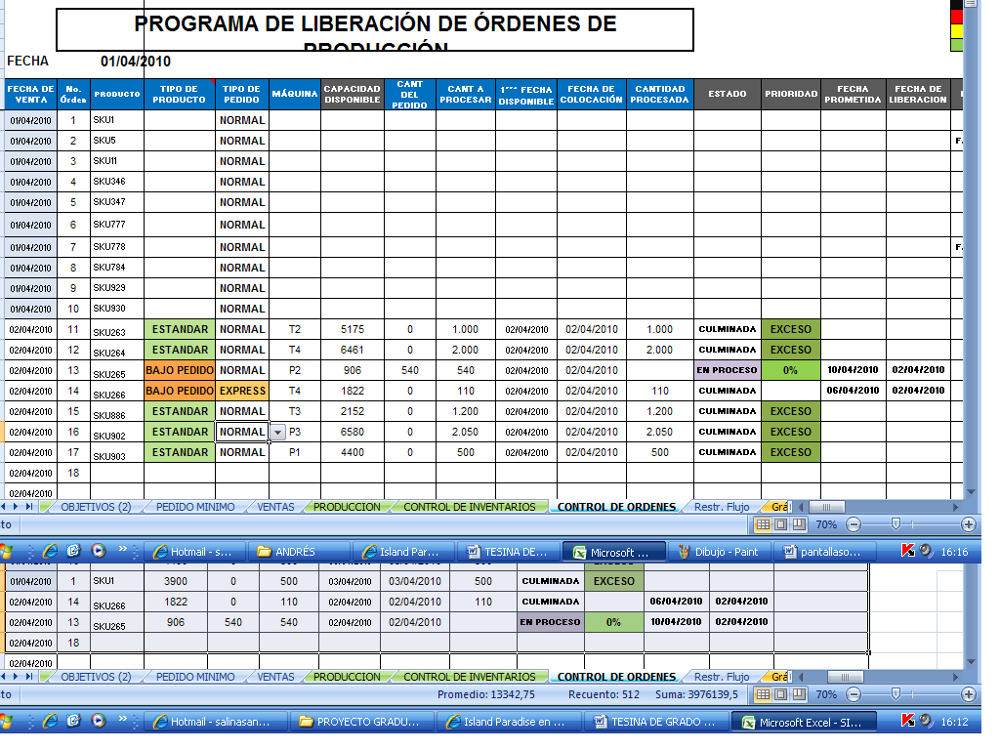 PROGRAMA DE LIBERACIÓN DE ÓRDENES DE
PRODUCCIÓN
FECHA 01/04/2010
FECHA DE VENTA No. Órden PRODUCTO TIPO DE PRODUCTO TIPO DE PEDIDO MÁQUINA CAPACIDAD DISPONIBLE CANT DEL PEDIDO CANT A PROCESAR FECHA DISPONIBLE FECHA DE COLOCACIÓN CANTIDAD PROCESADA ESTADO PRIORIDAD FECHA PROMETIDA FECHA DE LIBERACION
01/04/2010 1 SKU1 NORMAL
01/04/2010 2 SKU5 NORMAL
01/04/2010 3 SKU11 NORMAL
01/04/2010 4 SKU346 NORMAL
01/04/2010 5 SKU347 NORMAL
01/04/2010 6 SKU777 NORMAL
01/04/2010 7 SKU778 NORMAL
01/04/2010 8 SKU784 NORMAL
01/04/2010 9 SKU929 NORMAL
01/04/2010 10 SKU930 NORMAL
02/04/2010 11 SKU263 ESTANDAR NORMAL T2 5175 0 1.000 02/04/2010 02/04/2010 1.000 CULMINADA EXCESO
02/04/2010 12 SKU264 ESTANDAR NORMAL T4 6461 0 2.000 02/04/2010 02/04/2010 2.000 CULMINADA EXCESO
02/04/2010 13 SKU265 BAJO PEDIDO NORMAL P2 906 540 540 02/04/2010 02/04/2010 EN PROCESO 0% 10/04/2010 02/04/2010
02/04/2010 14 SKU266 BAJO PEDIDO EXPRESS T4 1822 0 110 02/04/2010 02/04/2010 110 CULMINADA 06/04/2010 02/04/2010
02/04/2010 15 SKU886 ESTANDAR NORMAL T3 2152 0 1.200 02/04/2010 02/04/2010 1.200 CULMINADA EXCESO
02/04/2010 16 SKU902 ESTANDAR NORMAL P3 6580 0 2.050 02/04/2010 02/04/2010 2.050 CULMINADA EXCESO
02/04/2010 17 SKU903 ESTANDAR NORMAL P1 4400 0 500 02/04/2010 02/04/2010 500 CULMINADA EXCESO
02/04/2010 18
02/04/2010
OBJETIVOS (2) PEDIDO MINIMO VENTAS PRODUCCION CONTROL DE INVENTARIOS CONTROL DE ORDENES Restr. Flujo Grá
to 70%
Hotmail - s... ANDRÉS Island Par... TESINA DE... Microsoft ... Dibujo - Paint pantallaso... 16:16
01/04/2010 1 SKU1 3900 0 500 03/04/2010 03/04/2010 500 CULMINADA EXCESO
02/04/2010 14 SKU266 1822 0 110 02/04/2010 02/04/2010 110 CULMINADA 06/04/2010 02/04/2010
02/04/2010 13 SKU265 906 540 540 02/04/2010 02/04/2010 EN PROCESO 0% 10/04/2010 02/04/2010
02/04/2010 18
02/04/2010
OBJETIVOS (2) PEDIDO MINIMO VENTAS PRODUCCION CONTROL DE INVENTARIOS CONTROL DE ORDENES Restr. Flujo Grá
to Promedio: 13342,75 Recuento: 512 Suma: 3976139,5 70%
Hotmail - salinasan... PROYECTO GRADU... Island Paradise en ... TESINA DE GRADO ... Microsoft Excel - SI... 16:12